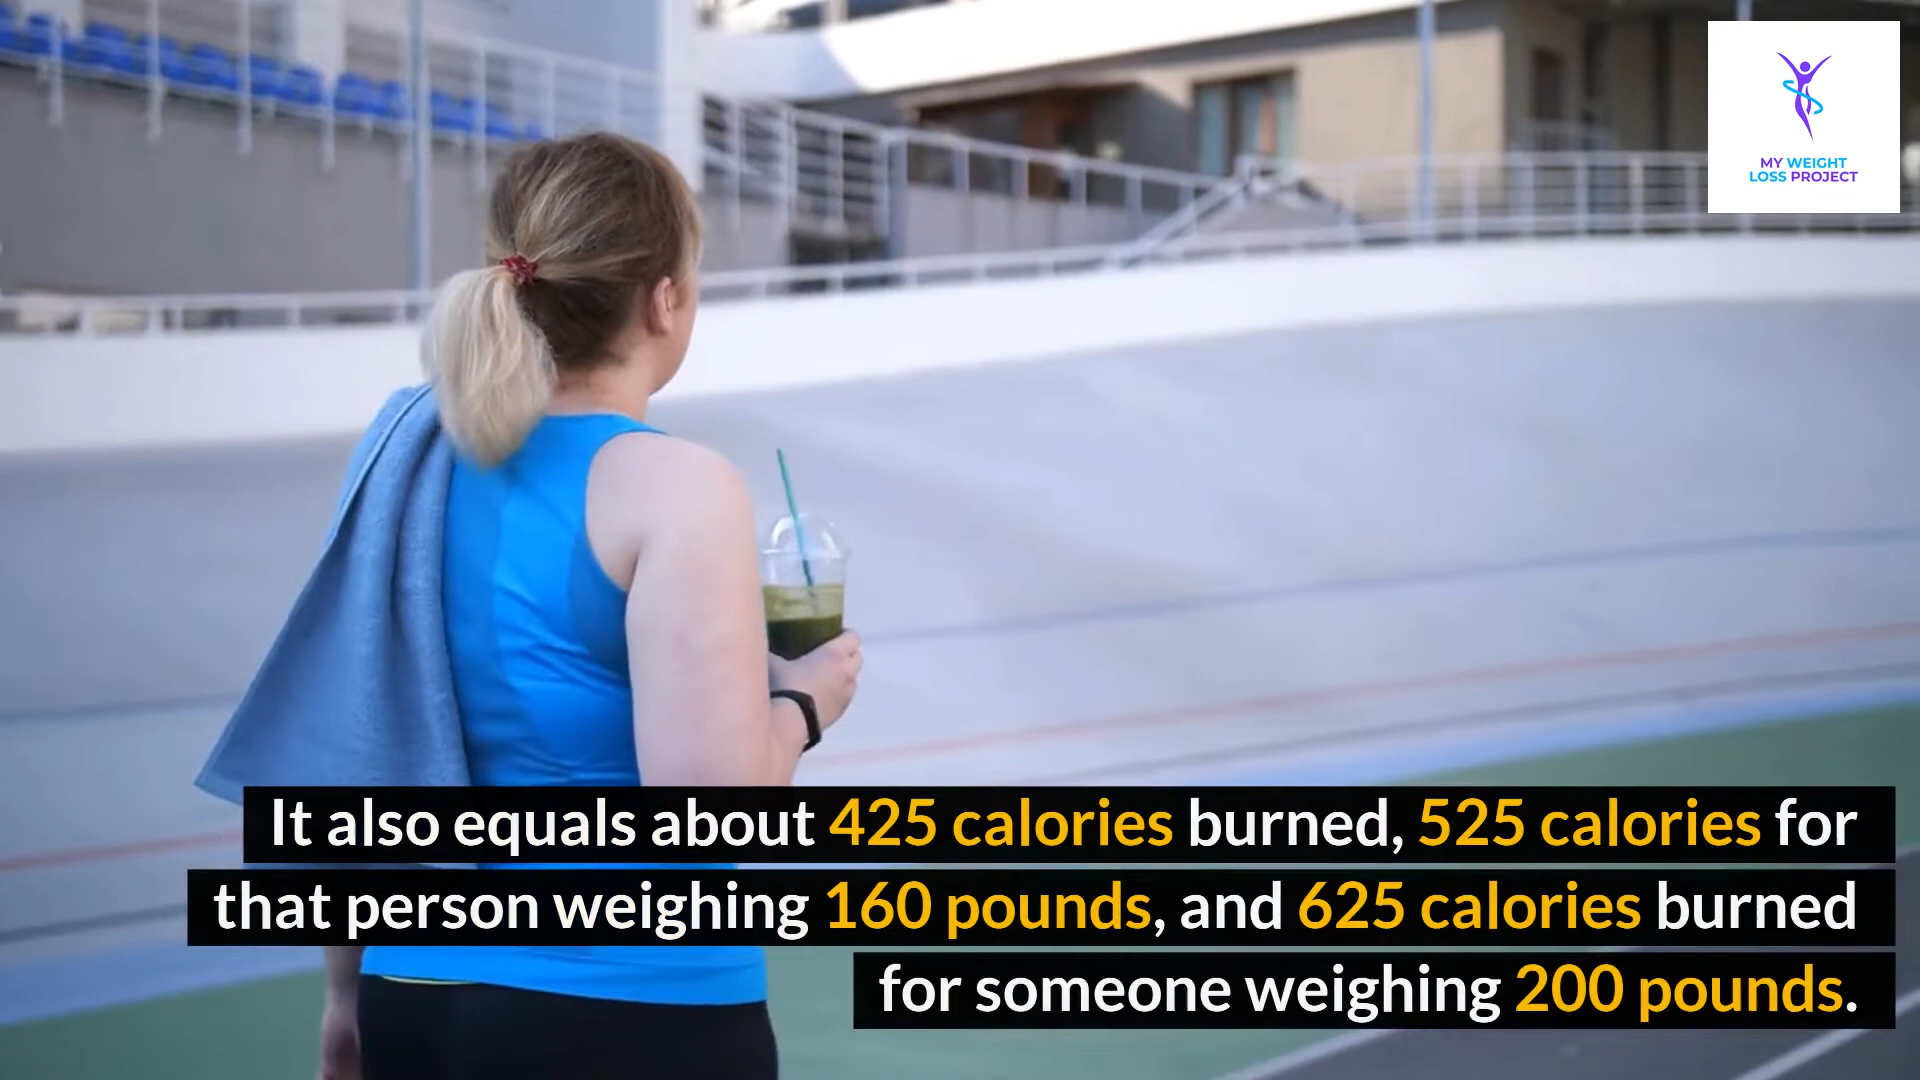 MY WEIGHT
LOSS PROJECT
It also equals about 425 calories burned, 525 calories for
that person weighing 160 pounds, and 625 calories burned
for someone weighing 200 pounds.